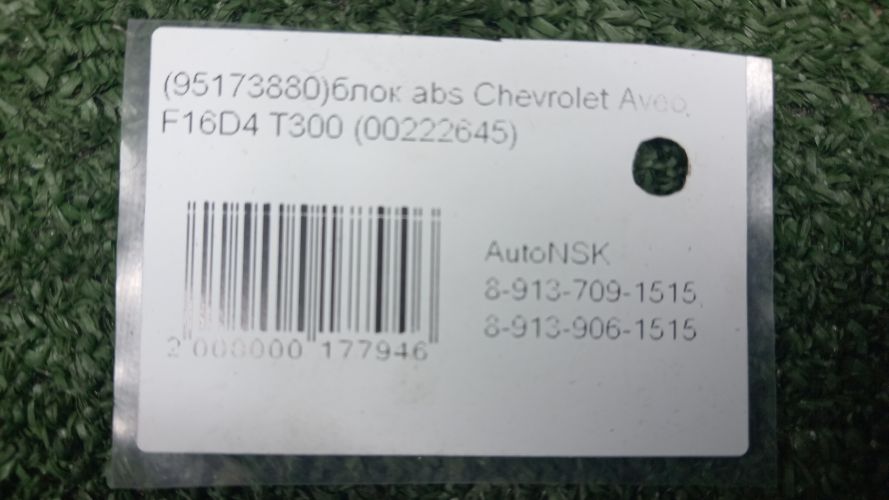 (95173880)блок abs Chevrolet Aveo,
F16D4 T300 (00222645)
AutoNSK
8-913-709-1515,
8-913-906-1515
2 000000 177946